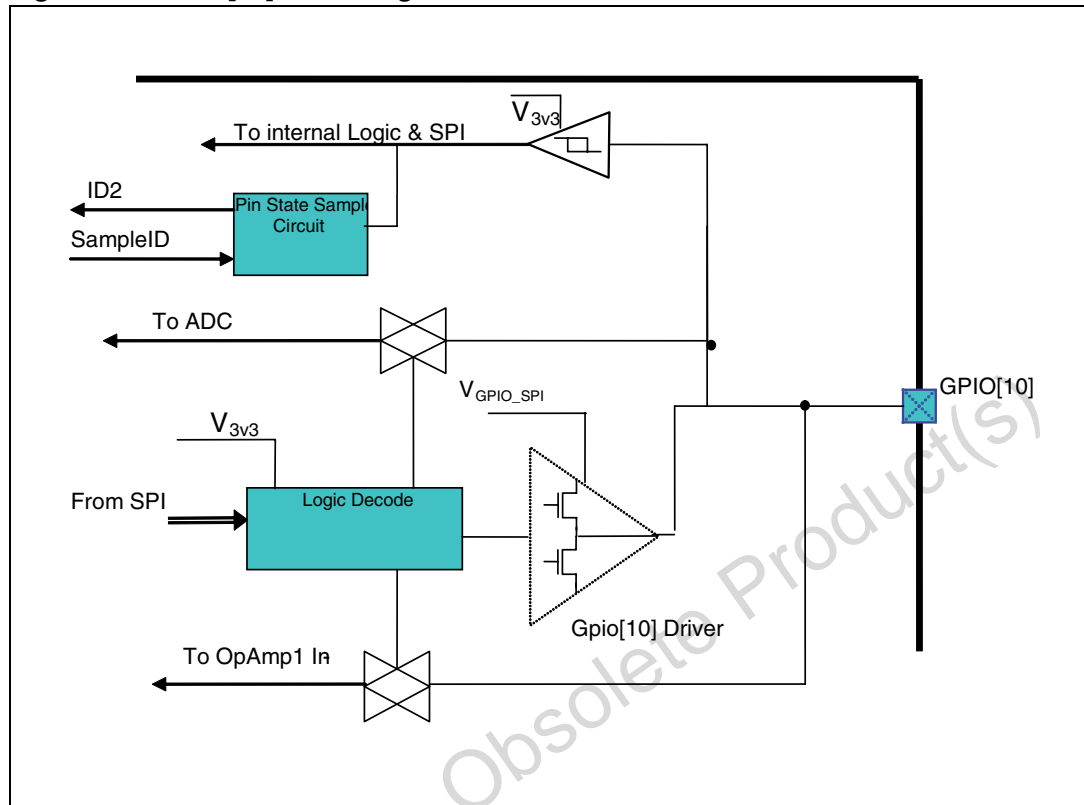 V3v3
To internal Logic & SPI
ID2
Pin State Sample
Circuit
SampleID
To ADC
VGPIO_SPI
GPIO[10]
V3v3
From SPI
Logic Decode
Gpio[10] Driver
To OpAmp1 In-
Obsolete Product(s)